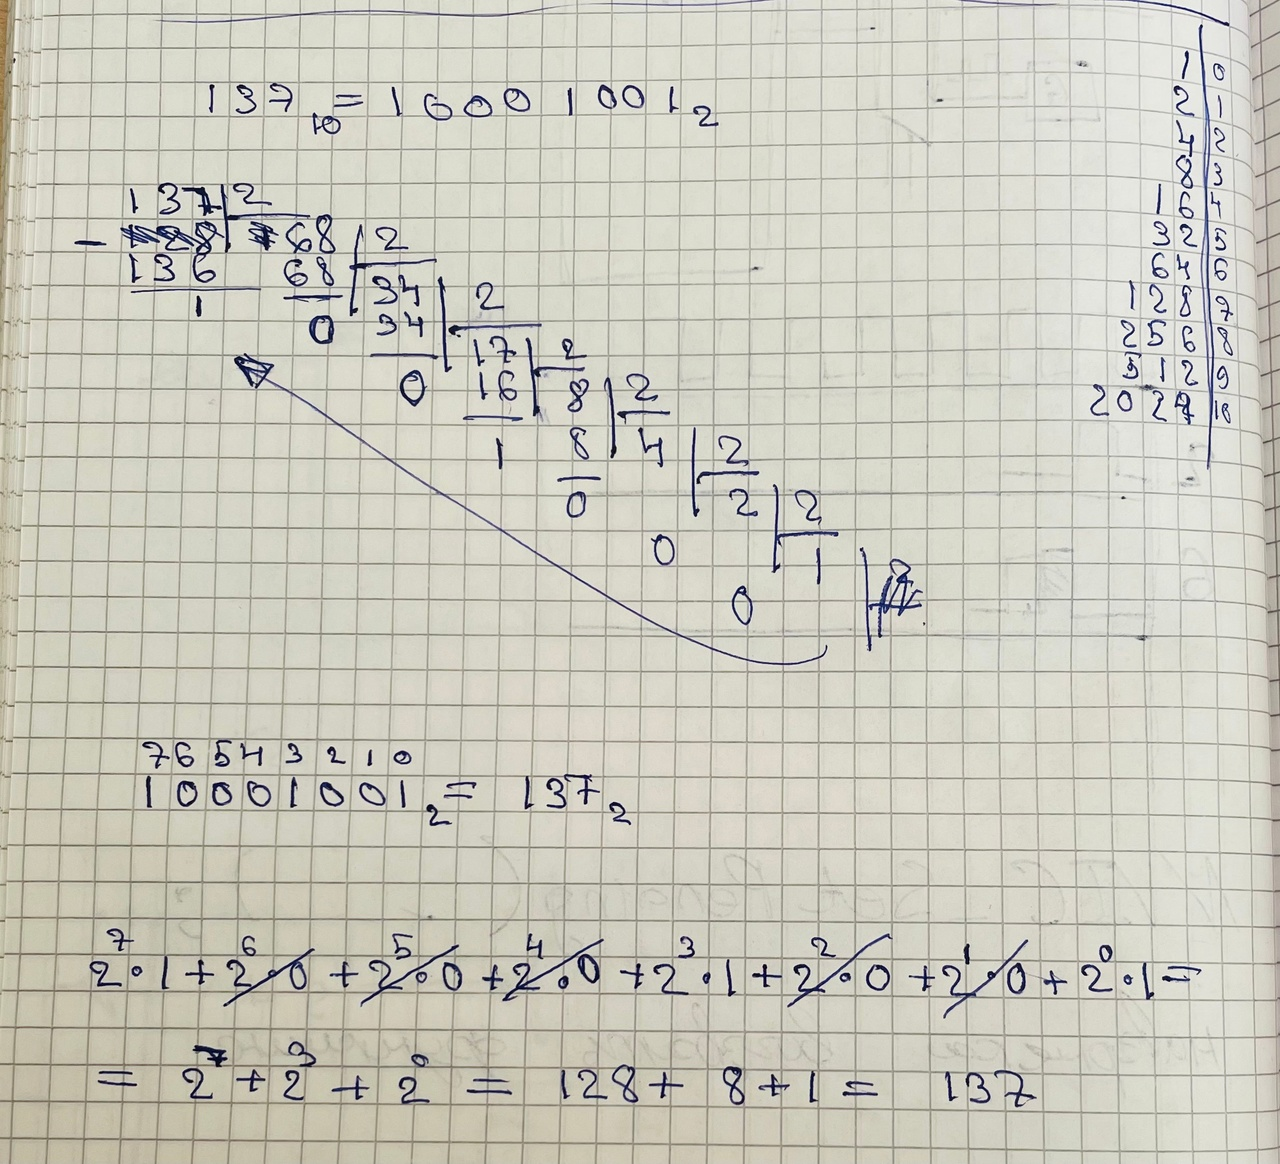 137₁₀ = 10001001₂
137 | 2
- 68 | 2
136 68 | 34 | 2
1 0 34 | 17 | 2
0 16 | 8 | 2
1 8 | 4 | 2
0 2 | 2
0 1
0
1 | 0
2 | 1
4 | 2
8 | 3
16 | 4
32 | 5
64 | 6
128 | 7
256 | 8
512 | 9
2024 | 10
7 6 5 4 3 2 1 0
10001001₂ = 137₂
2⁷·1 + 2⁶·0 + 2⁵·0 + 2⁴·0 + 2³·1 + 2²·0 + 2¹·0 + 2⁰·1 =
= 2⁷ + 2³ + 2⁰ = 128 + 8 + 1 = 137